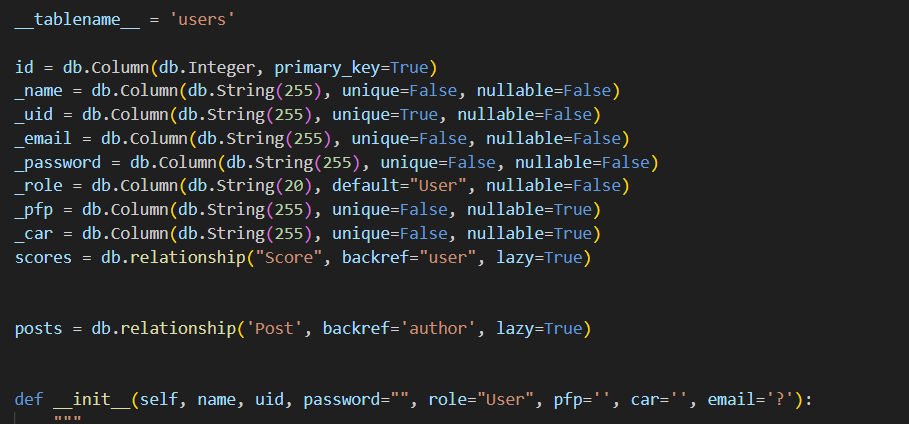 __tablename__ = 'users'
id = db.Column(db.Integer, primary_key=True)
_name = db.Column(db.String(255), unique=False, nullable=False)
_uid = db.Column(db.String(255), unique=True, nullable=False)
_email = db.Column(db.String(255), unique=False, nullable=False)
_password = db.Column(db.String(255), unique=False, nullable=False)
_role = db.Column(db.String(20), default="User", nullable=False)
_pfp = db.Column(db.String(255), unique=False, nullable=True)
_car = db.Column(db.String(255), unique=False, nullable=True)
scores = db.relationship("Score", backref="user", lazy=True)
posts = db.relationship('Post', backref='author', lazy=True)
def __init__(self, name, uid, password="", role="User", pfp='', car='', email='?'):
"""